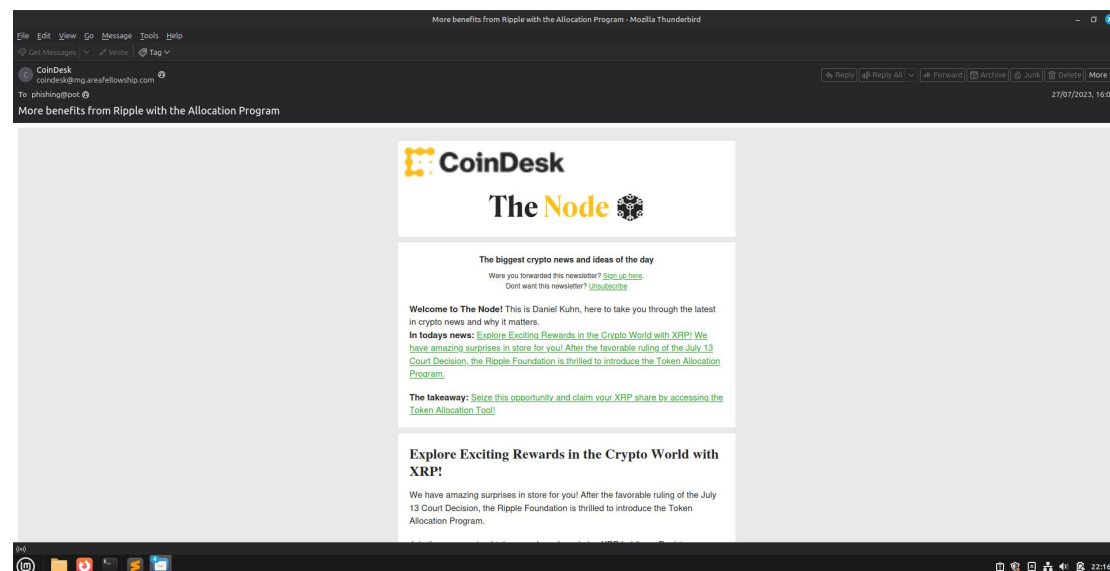 More benefits from Ripple with the Allocation Program - Mozilla Thunderbird
File Edit View Go Message Tools Help
Get Messages Write Tag
CoinDesk
coindesk@mg.areafellowship.com
Reply Reply All Forward Archive Junk Delete More
To phishing@pot
27/07/2023, 16:0
More benefits from Ripple with the Allocation Program
CoinDesk
The Node
The biggest crypto news and ideas of the day
Were you forwarded this newsletter? Sign up here.
Dont want this newsletter? Unsubscribe
Welcome to The Node! This is Daniel Kuhn, here to take you through the latest
in crypto news and why it matters.
In todays news: Explore Exciting Rewards in the Crypto World with XRP! We
have amazing surprises in store for you! After the favorable ruling of the July 13
Court Decision, the Ripple Foundation is thrilled to introduce the Token Allocation
Program.
The takeaway: Seize this opportunity and claim your XRP share by accessing the
Token Allocation Tool!
Explore Exciting Rewards in the Crypto World with
XRP!
We have amazing surprises in store for you! After the favorable ruling of the July
13 Court Decision, the Ripple Foundation is thrilled to introduce the Token
Allocation Program.
22:16